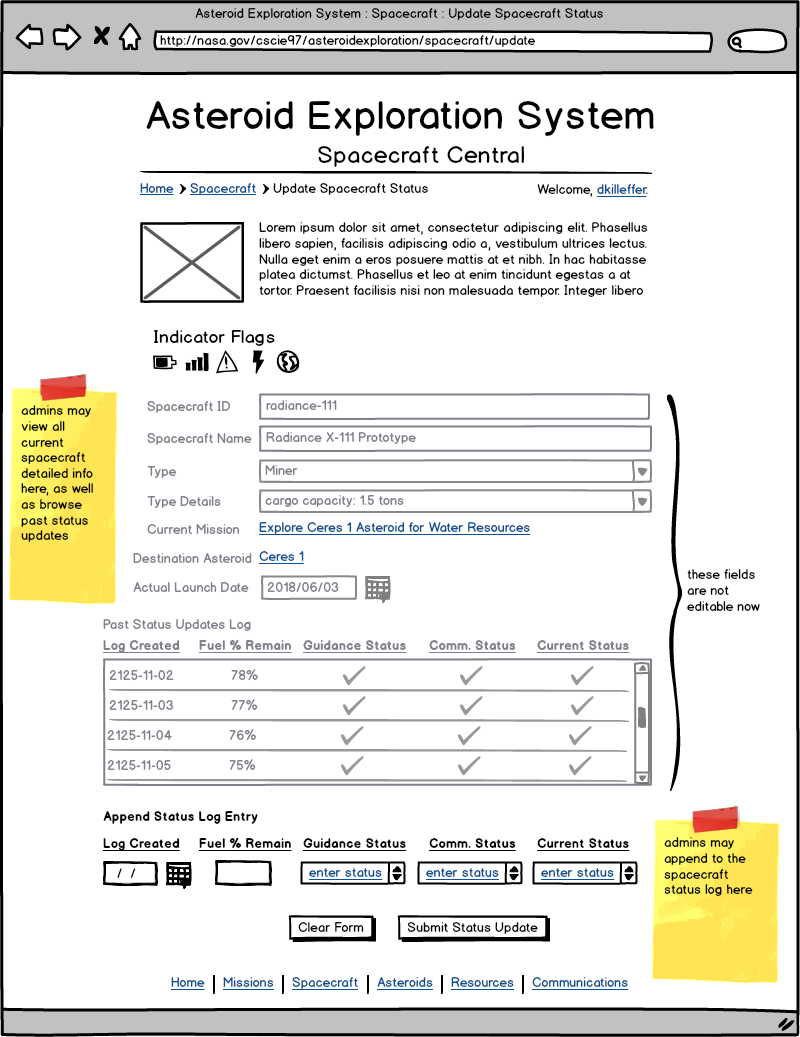 Asteroid Exploration System : Spacecraft : Update Spacecraft Status
http://nasa.gov/cscie97/asteroidexploration/spacecraft/update
Asteroid Exploration System
Spacecraft Central
Home Spacecraft Update Spacecraft Status
Welcome, dkilleffer.
Lorem ipsum dolor sit amet, consectetur adipiscing elit. Phasellus
libero sapien, facilisis adipiscing odio a, vestibulum ultrices lectus.
Nulla eget enim a eros posuere mattis at et nibh. In hac habitasse
platea dictumst. Phasellus et leo at enim tincidunt egestas a at
tortor. Praesent facilisis nisi non malesuada tempor. Integer libero
Indicator Flags
admins may
view all
current
spacecraft
detailed info
here, as well
as browse
past status
updates
Spacecraft ID radiance-111
Spacecraft Name Radiance X-111 Prototype
Type Miner
Type Details cargo capacity: 1.5 tons
Current Mission Explore Ceres 1 Asteroid for Water Resources
Destination Asteroid Ceres 1
Actual Launch Date 2018/06/03
these fields
are not
editable now
Past Status Updates Log
Log Created Fuel % Remain Guidance Status Comm. Status Current Status
2125-11-02 78%
2125-11-03 77%
2125-11-04 76%
2125-11-05 75%
Append Status Log Entry
Log Created Fuel % Remain Guidance Status Comm. Status Current Status
/ / enter status enter status enter status
admins may
append to the
spacecraft
status log here
Clear Form Submit Status Update
Home Missions Spacecraft Asteroids Resources Communications